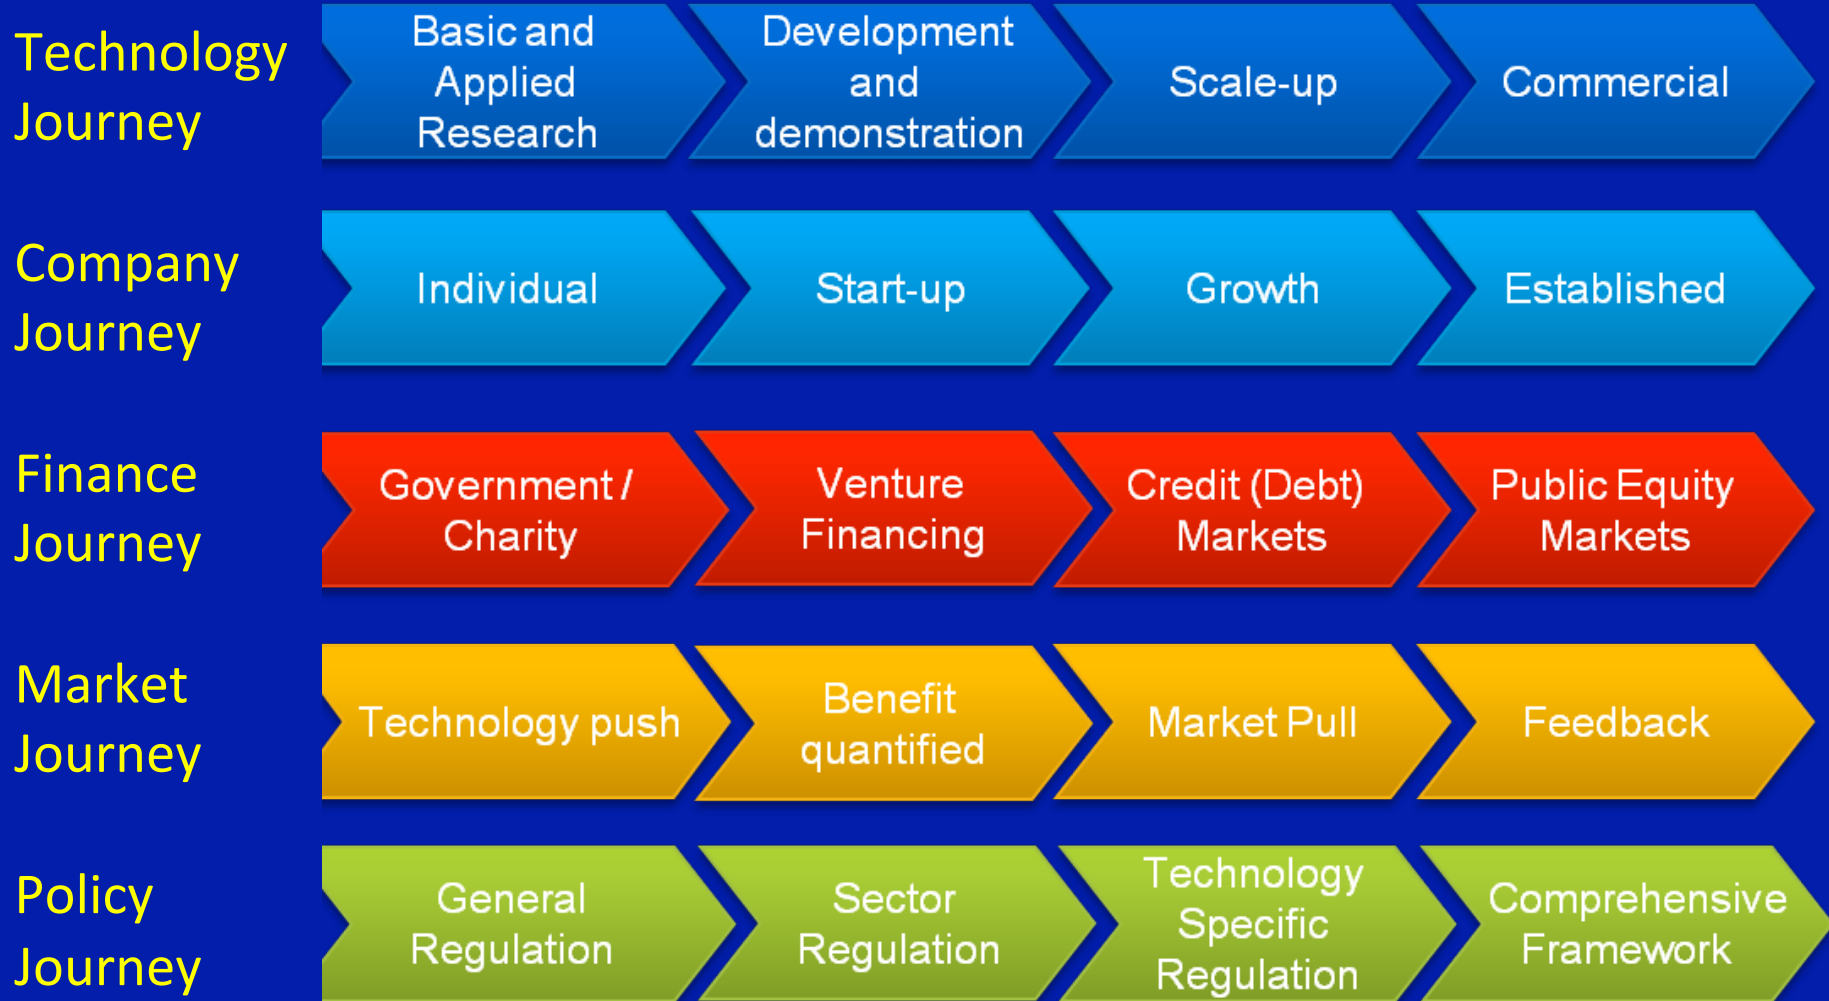 Technology
Journey
Basic and
Applied
Research
Development
and
demonstration
Scale-up
Commercial
Company
Journey
Individual
Start-up
Growth
Established
Finance
Journey
Government /
Charity
Venture
Financing
Credit (Debt)
Markets
Public Equity
Markets
Market
Journey
Technology push
Benefit
quantified
Market Pull
Feedback
Policy
Journey
General
Regulation
Sector
Regulation
Technology
Specific
Regulation
Comprehensive
Framework